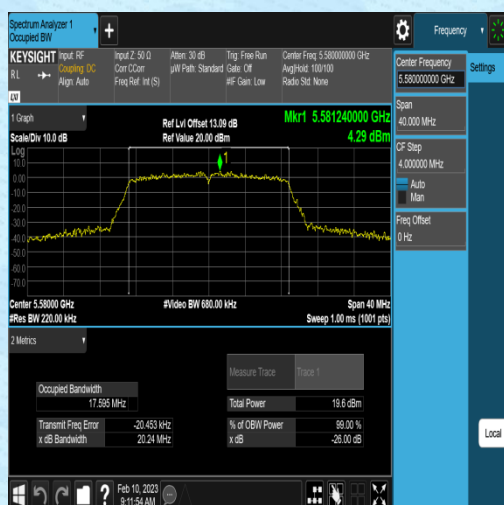 Spectrum Analyzer 1
Occupied BW
+
Frequency
KEYSIGHT
Input: RF
Input Z: 50 Ω
Atten: 30 dB
Trig: Free Run
Center Freq: 5.580000000 GHz
R L
Coupling: DC
Corr CCorr
µW Path: Standard
Gate: Off
Avg|Hold: 100/100
Align: Auto
Freq Ref: Int (S)
#IF Gain: Low
Radio Std: None
Settings
Center Frequency
5.580000000 GHz
Span
40.000 MHz
CF Step
4.000000 MHz
Auto
Man
Freq Offset
0 Hz
1 Graph
Ref Lvl Offset 13.09 dB
Mkr1 5.581240000 GHz
Scale/Div 10.0 dB
Ref Value 20.00 dBm
4.29 dBm
Log
10.0
0.00
-10.0
-20.0
-30.0
-40.0
-50.0
-60.0
-70.0
1
Center 5.58000 GHz
#Video BW 680.00 kHz
Span 40 MHz
#Res BW 220.00 kHz
Sweep 1.00 ms (1001 pts)
2 Metrics
Measure Trace
Trace 1
Occupied Bandwidth
17.595 MHz
Total Power
19.6 dBm
Transmit Freq Error
-20.453 kHz
% of OBW Power
99.00 %
x dB Bandwidth
20.24 MHz
x dB
-26.00 dB
Local
?
Feb 10, 2023
9:11:54 AM